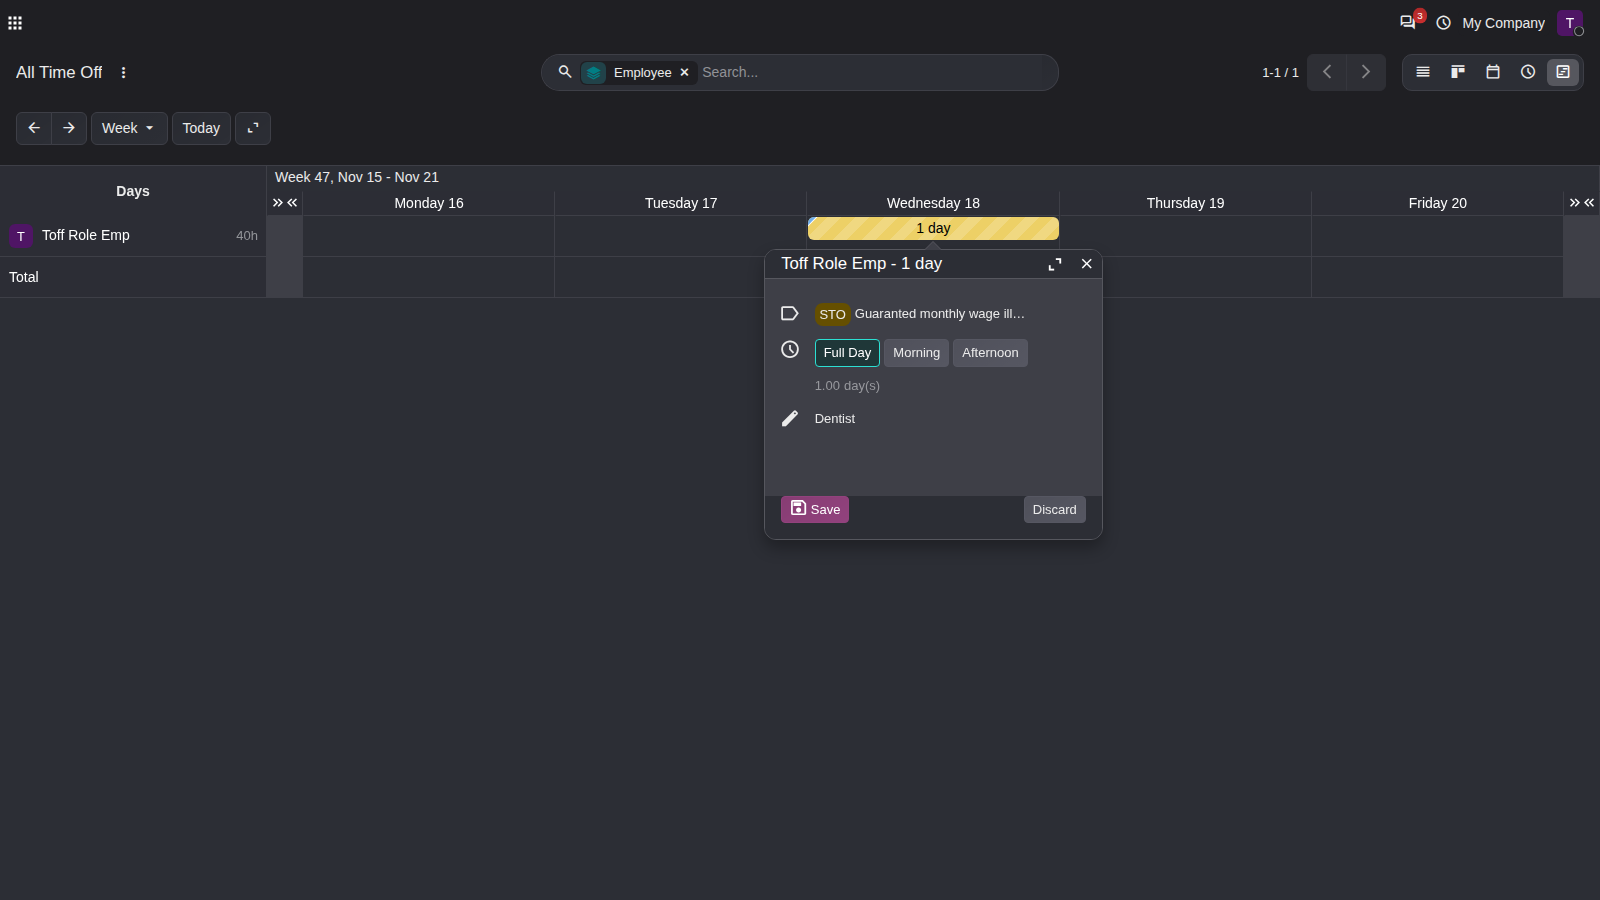 3
My Company
T
All Time Off
Employee
Search...
1-1 / 1
Week
Today
Days
Week 47, Nov 15 - Nov 21
Monday 16
Tuesday 17
Wednesday 18
Thursday 19
Friday 20
T
Toff Role Emp
40h
1 day
Total
Toff Role Emp - 1 day
STO
Guaranted monthly wage ill…
Full Day
Morning
Afternoon
1.00 day(s)
Dentist
Save
Discard